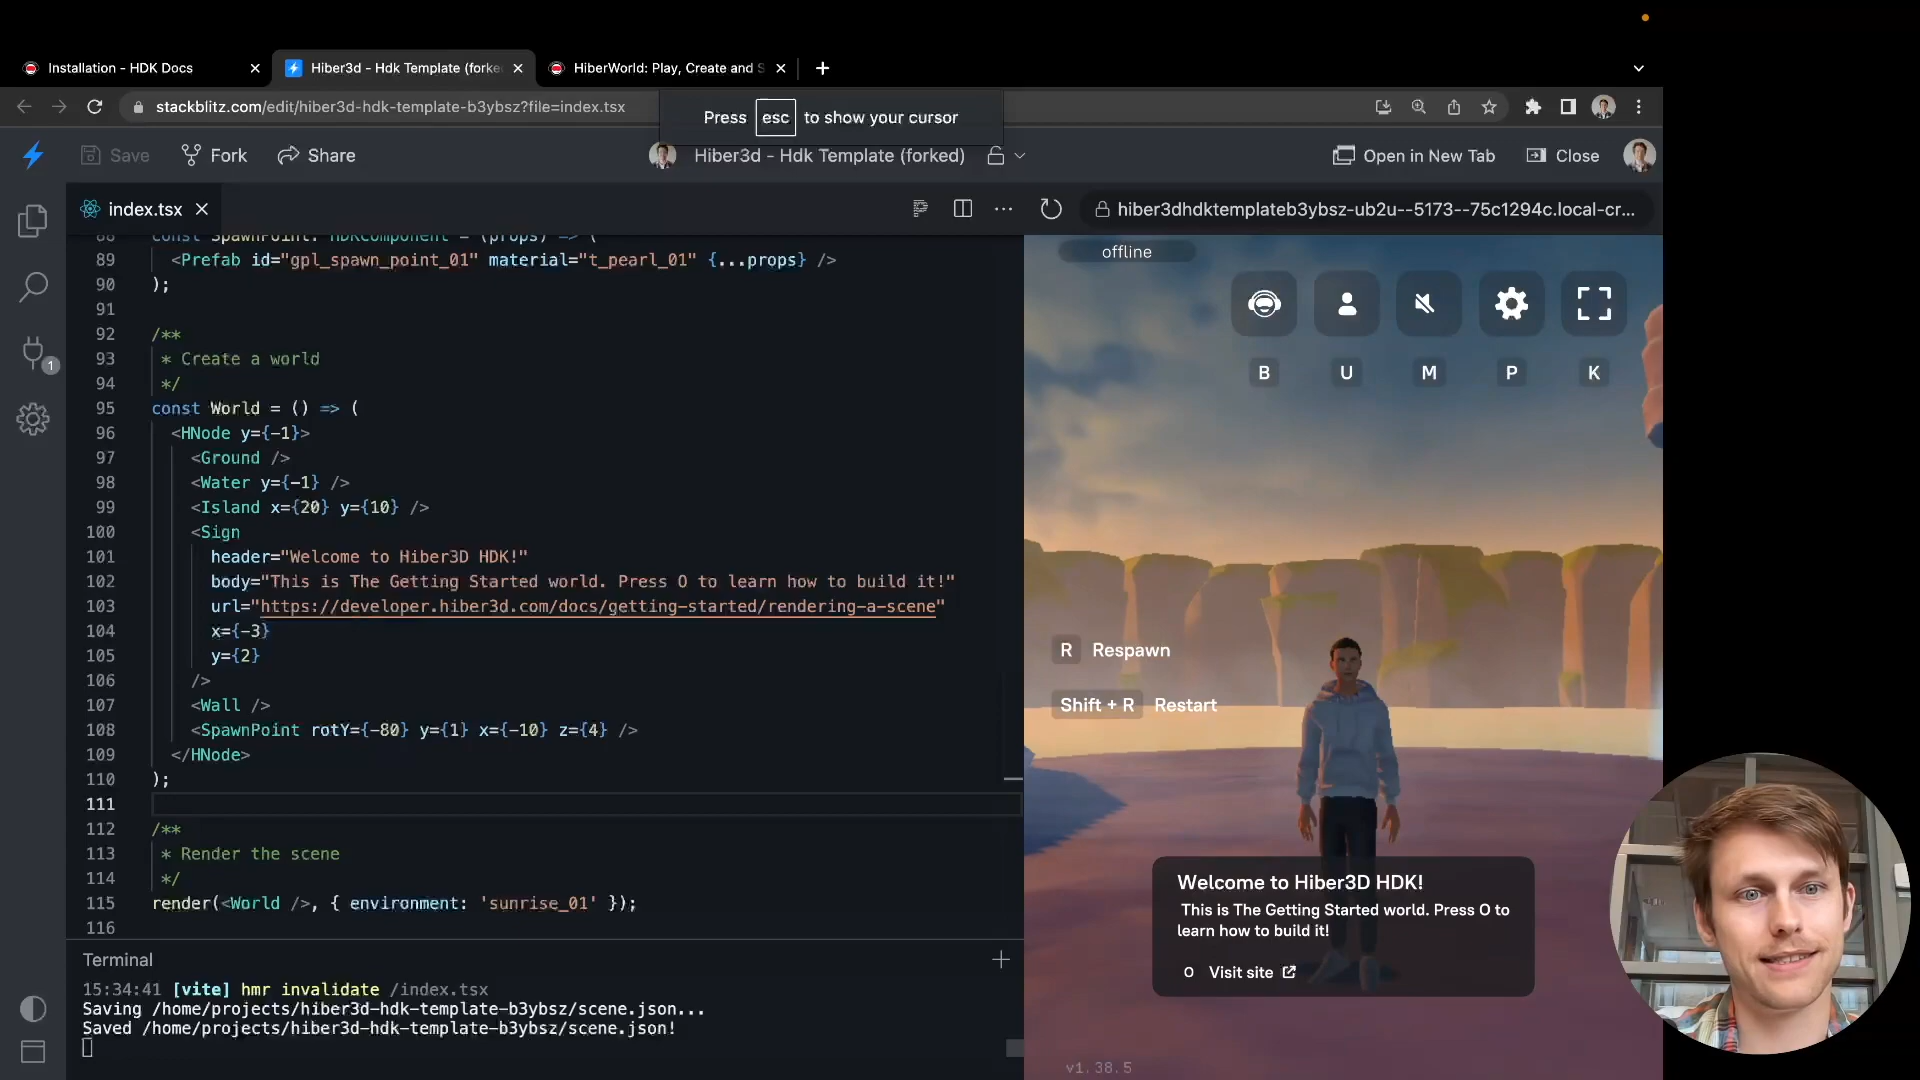 Installation - HDK Docs
Hiber3d - Hdk Template (forke
HiberWorld: Play, Create and S
stackblitz.com/edit/hiber3d-hdk-template-b3ybsz?file=index.tsx
Press esc to show your cursor
Save
Fork
Share
Hiber3d - Hdk Template (forked)
Open in New Tab
Close
index.tsx
hiber3dhdktemplateb3ybsz-ub2u--5173--75c1294c.local-cr...
1
88 const SpawnPoint: HDKComponent = (props) => (
89 <Prefab id="gpl_spawn_point_01" material="t_pearl_01" {...props} />
90 );
91
92 /**
93 * Create a world
94 */
95 const World = () => (
96 <HNode y={-1}>
97 <Ground />
98 <Water y={-1} />
99 <Island x={20} y={10} />
100 <Sign
101 header="Welcome to Hiber3D HDK!"
102 body="This is The Getting Started world. Press O to learn how to build it!"
103 url="https://developer.hiber3d.com/docs/getting-started/rendering-a-scene"
104 x={-3}
105 y={2}
106 />
107 <Wall />
108 <SpawnPoint rotY={-80} y={1} x={-10} z={4} />
109 </HNode>
110 );
111
112 /**
113 * Render the scene
114 */
115 render(<World />, { environment: 'sunrise_01' });
116
Terminal
15:34:41 [vite] hmr invalidate /index.tsx
Saving /home/projects/hiber3d-hdk-template-b3ybsz/scene.json...
Saved /home/projects/hiber3d-hdk-template-b3ybsz/scene.json!
offline
B U M P K
R Respawn
Shift + R Restart
Welcome to Hiber3D HDK!
This is The Getting Started world. Press O to
learn how to build it!
O Visit site
v1.38.5